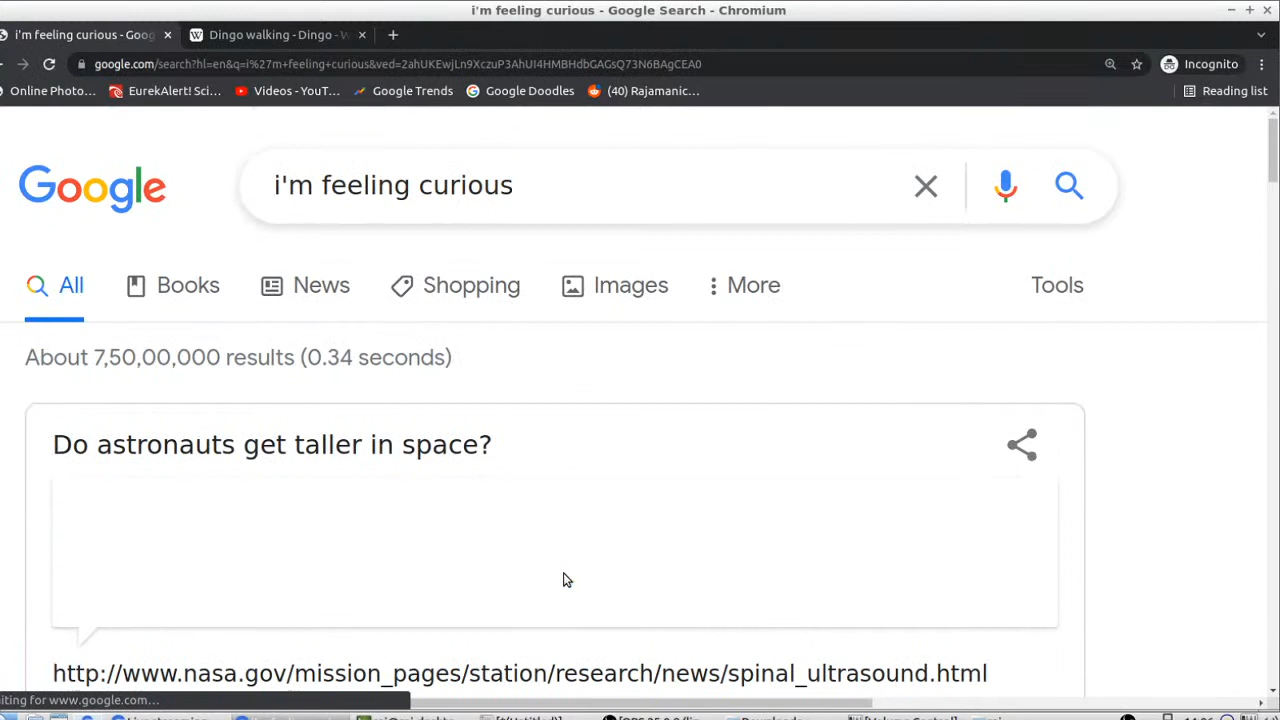 i'm feeling curious - Google Search - Chromium
i'm feeling curious - Goog
Dingo walking - Dingo - W
google.com/search?hl=en&q=i%27m+feeling+curious&ved=2ahUKEwjLn9XczuP3AhUI4HMBHdbGAGsQ73N6BAgCEA0
Incognito
Online Photo... EurekAlert! Sci... Videos - YouT... Google Trends Google Doodles (40) Rajamanic... Reading list
Google i'm feeling curious
All Books News Shopping Images More Tools
About 7,50,00,000 results (0.34 seconds)
Do astronauts get taller in space?
http://www.nasa.gov/mission_pages/station/research/news/spinal_ultrasound.html
iting for www.google.com...